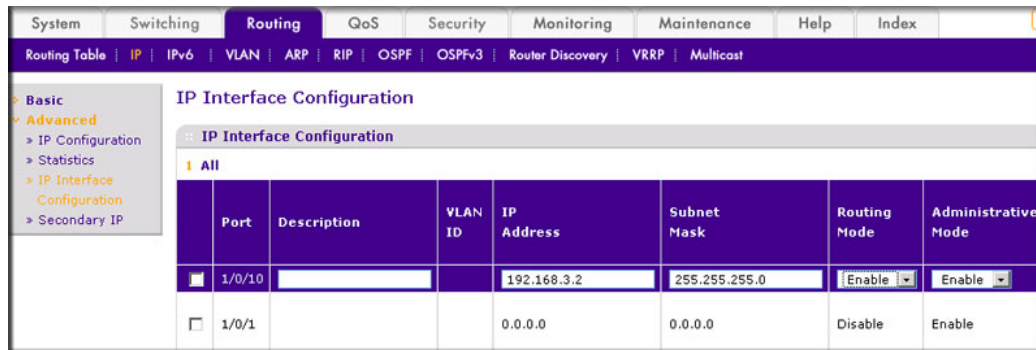 System Switching Routing QoS Security Monitoring Maintenance Help Index
Routing Table IP IPv6 VLAN ARP RIP OSPF OSPFv3 Router Discovery VRRP Multicast
Basic
Advanced
» IP Configuration
» Statistics
» IP Interface
Configuration
» Secondary IP
IP Interface Configuration
IP Interface Configuration
1 All
Port Description VLAN ID IP Address Subnet Mask Routing Mode Administrative Mode
1/0/10 192.168.3.2 255.255.255.0 Enable Enable
1/0/1 0.0.0.0 0.0.0.0 Disable Enable